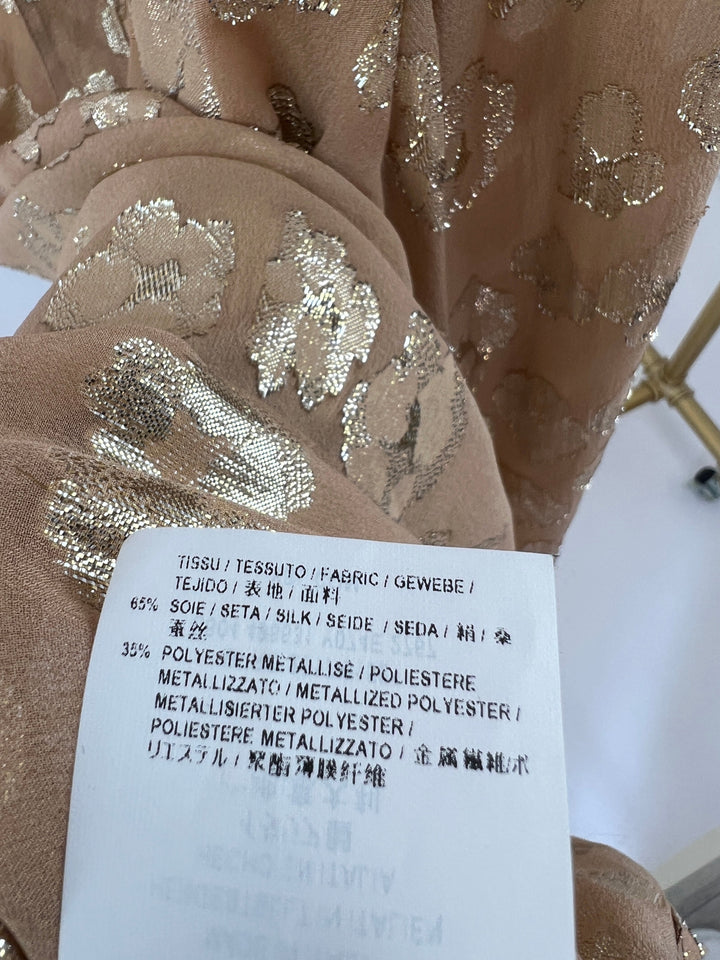 TISSU / TESSUTO / FABRIC / GEWEBE /
TEJIDO / 表地 / 面料
65% SOIE / SETA / SILK / SEIDE / SEDA / 絹 / 桑
蚕丝
35% POLYESTER METALLISÉ / POLIESTERE
METALLIZZATO / METALLIZED POLYESTER /
METALLISIERTER POLYESTER /
POLIESTERE METALLIZZATO / 金属繊維/ポ
リエステル / 聚酯薄膜纤维